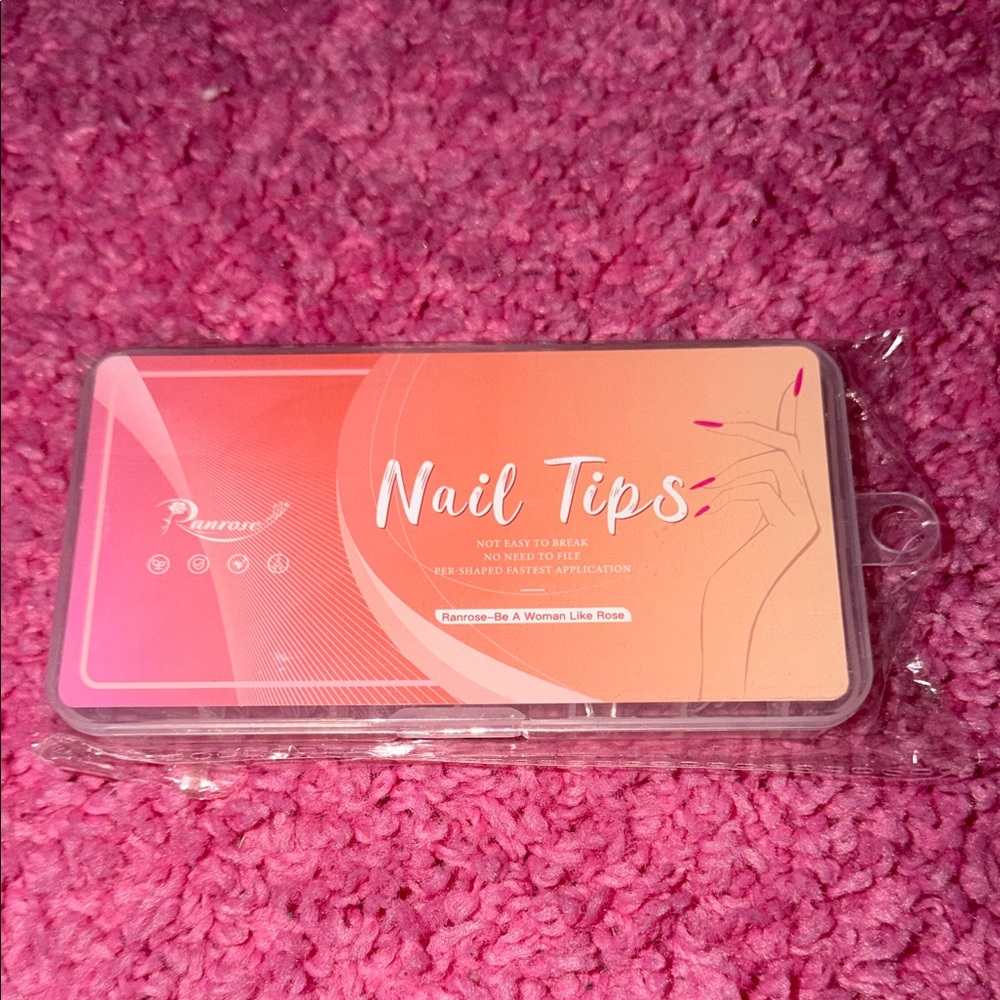 Ranrose
Nail Tips
NOT EASY TO BREAK
NO NEED TO FILE
PER-SHAPED FASTEST APPLICATION
Ranrose-Be A Woman Like Rose